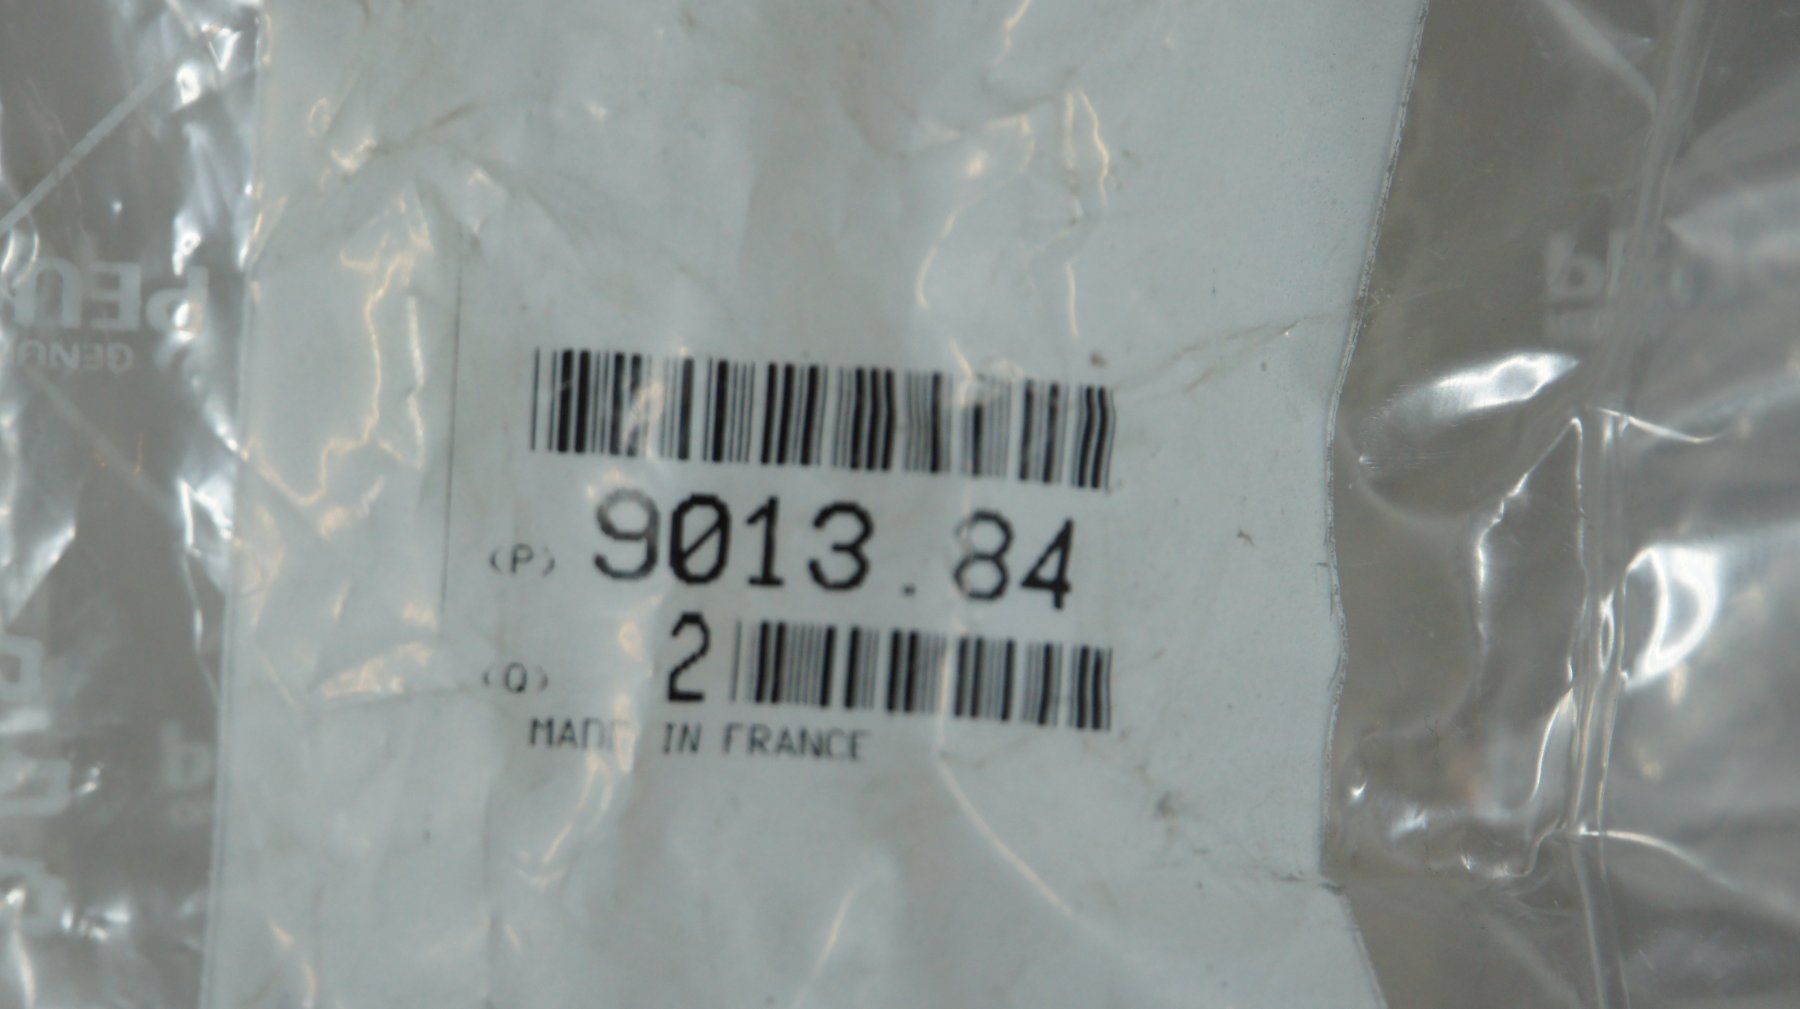 (P) 9013.84
(Q) 2
MADE IN FRANCE